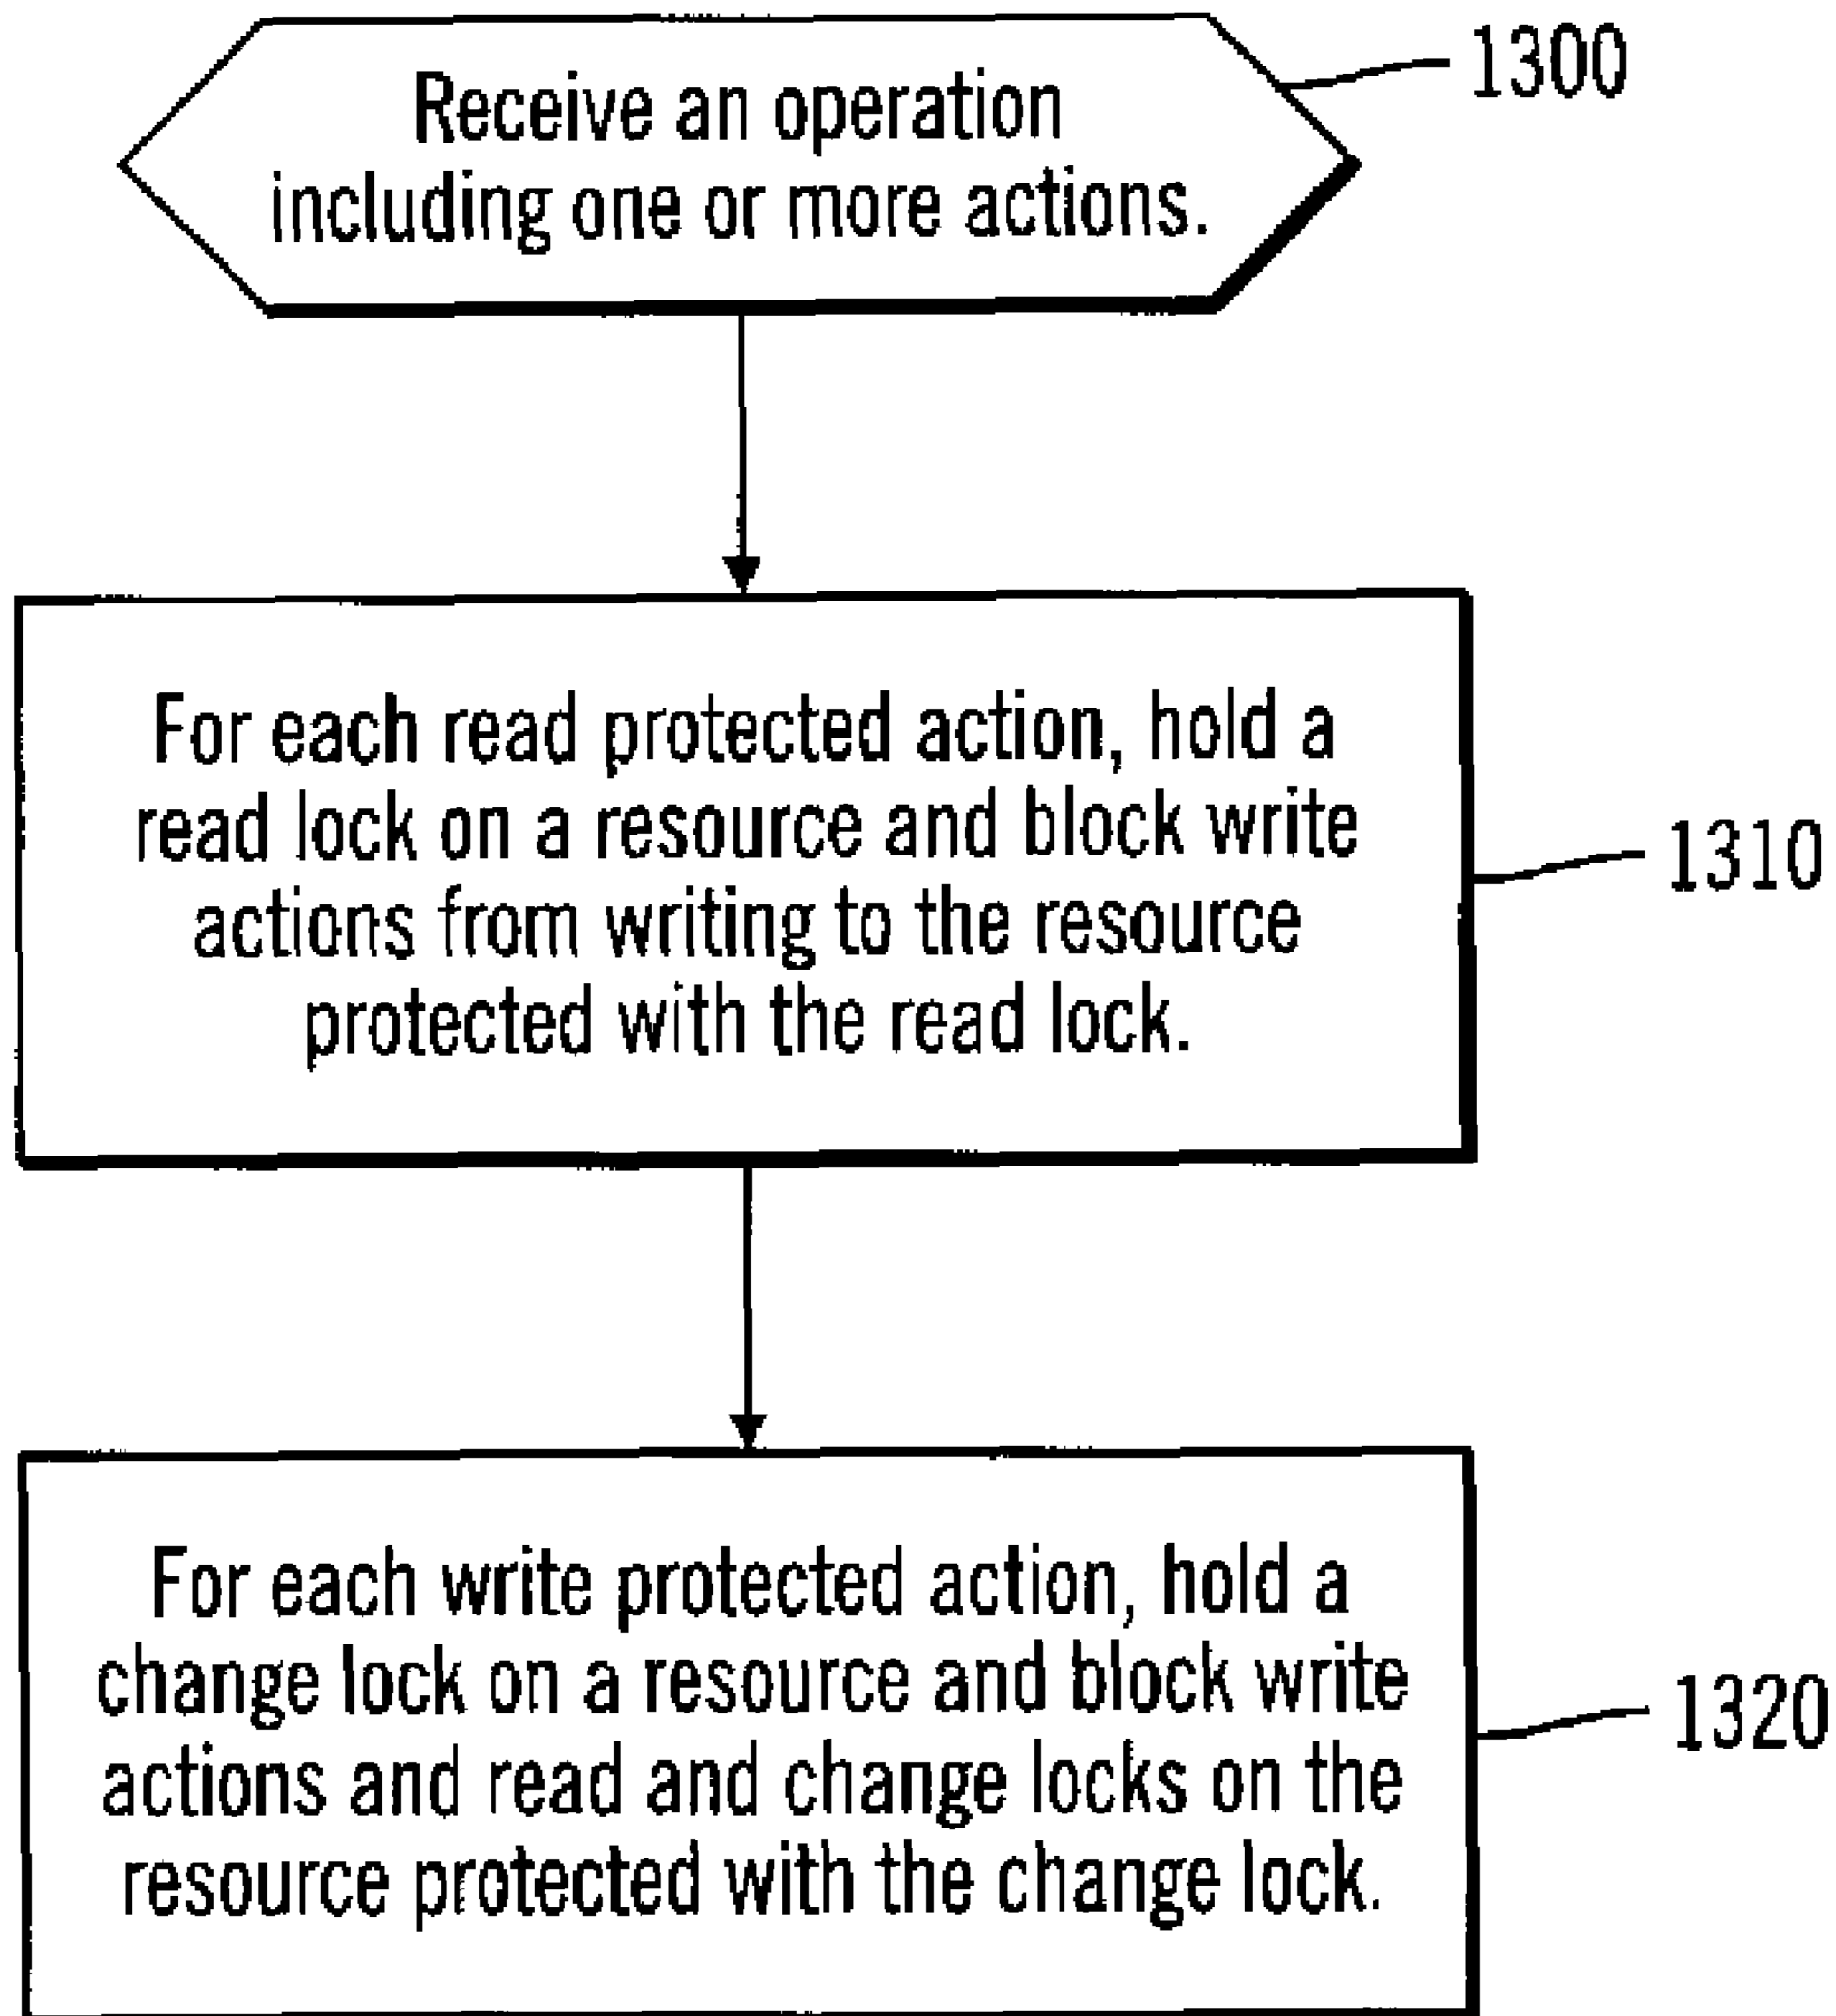 Receive an operation
including one or more actions.
1300
For each read protected action, hold a
read lock on a resource and block write
actions from writing to the resource
protected with the read lock.
1310
For each write protected action, hold a
change lock on a resource and block write
actions and read and change locks on the
resource protected with the change lock.
1320